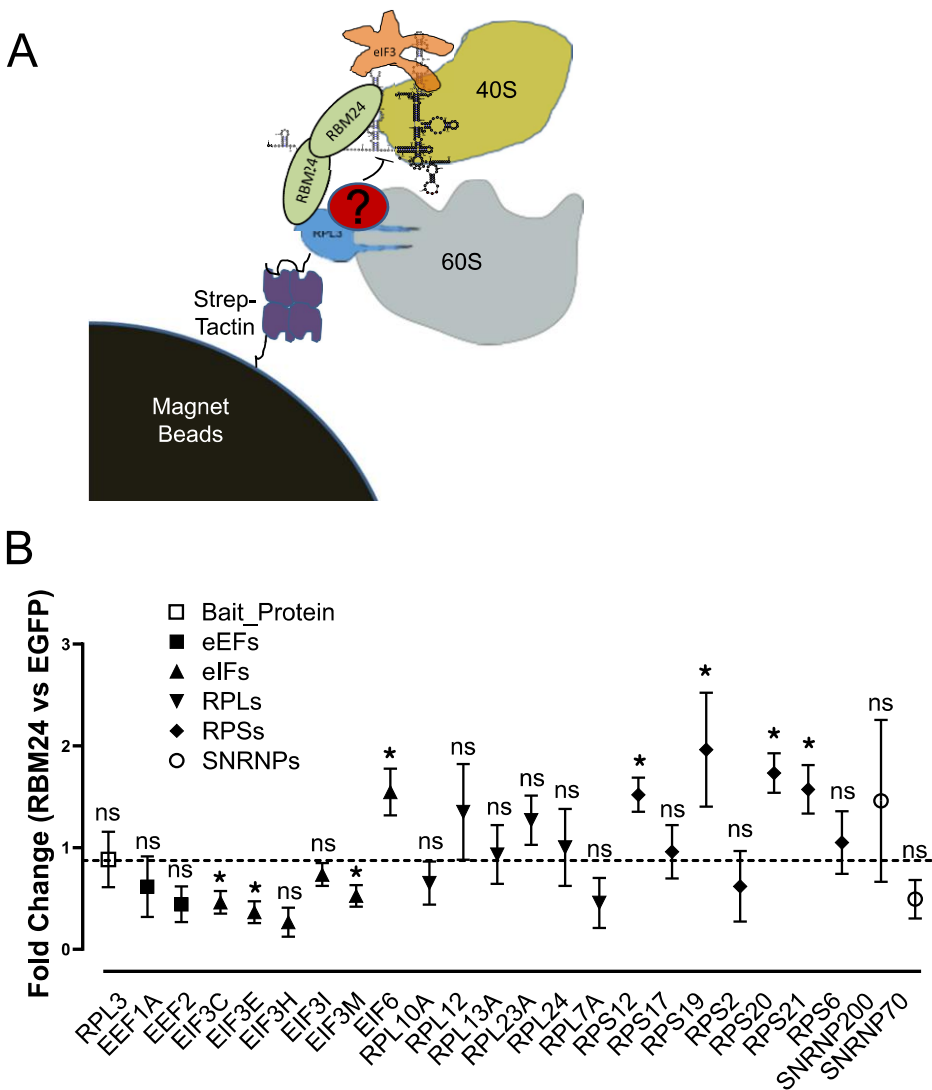 A
eIF3
40S
RBM24
RBM24
?
RPL3
60S
Strep-
Tactin
Magnet
Beads
B
Fold Change (RBM24 vs EGFP)
Bait_Protein
eEFs
eIFs
RPLs
RPSs
SNRNPs
3
2
1
0
ns
ns
ns
*
*
ns
ns
*
*
ns
ns
ns
ns
ns
ns
*
ns
*
ns
*
*
ns
ns
ns
RPL3
EEF1A
EEF2
EIF3C
EIF3E
EIF3H
EIF3I
EIF3M
EIF6
RPL10A
RPL12
RPL13A
RPL23A
RPL24
RPL7A
RPS12
RPS17
RPS19
RPS2
RPS20
RPS21
RPS6
SNRNP200
SNRNP70